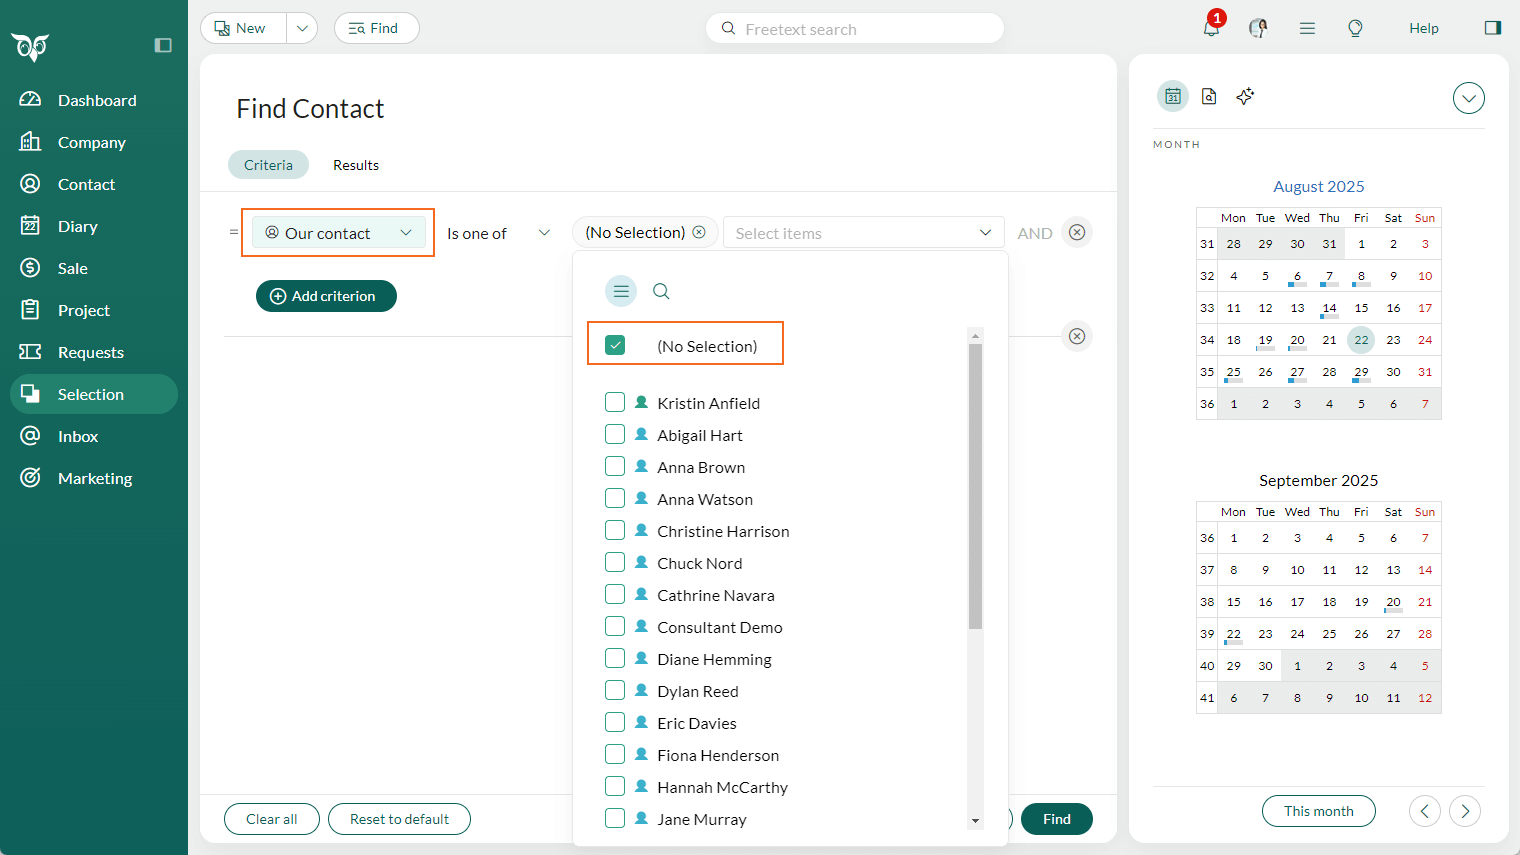 New
Find
Freetext search
1
Help
Dashboard
Company
Contact
Diary
22
Sale
Project
Requests
Selection
Inbox
Marketing
Find Contact
Criteria
Results
= Our contact
Is one of
(No Selection)
Select items
AND
Add criterion
(No Selection)
Kristin Anfield
Abigail Hart
Anna Brown
Anna Watson
Christine Harrison
Chuck Nord
Cathrine Navara
Consultant Demo
Diane Hemming
Dylan Reed
Eric Davies
Fiona Henderson
Hannah McCarthy
Jane Murray
Clear all
Reset to default
Find
31
MONTH
August 2025
Mon Tue Wed Thu Fri Sat Sun
31 28 29 30 31 1 2 3
32 4 5 6 7 8 9 10
33 11 12 13 14 15 16 17
34 18 19 20 21 22 23 24
35 25 26 27 28 29 30 31
36 1 2 3 4 5 6 7
September 2025
Mon Tue Wed Thu Fri Sat Sun
36 1 2 3 4 5 6 7
37 8 9 10 11 12 13 14
38 15 16 17 18 19 20 21
39 22 23 24 25 26 27 28
40 29 30 1 2 3 4 5
41 6 7 8 9 10 11 12
This month